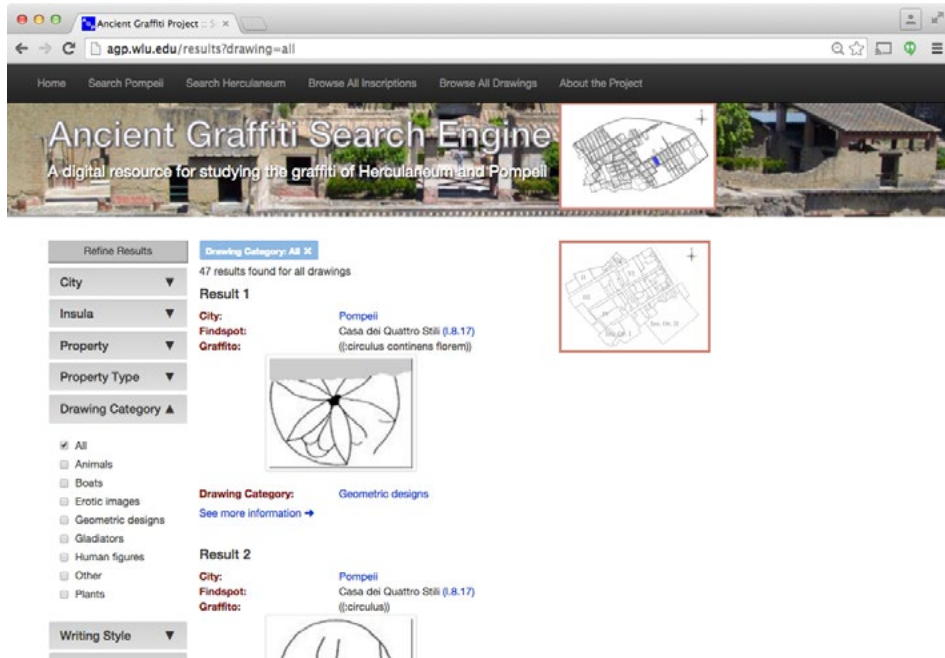 Ancient Graffiti Project :: S
agp.wlu.edu/results?drawing=all
Home Search Pompeii Search Herculaneum Browse All Inscriptions Browse All Drawings About the Project
Ancient Graffiti Search Engine
A digital resource for studying the graffiti of Herculaneum and Pompeii
Refine Results
City
Insula
Property
Property Type
Drawing Category
All
Animals
Boats
Erotic images
Geometric designs
Gladiators
Human figures
Other
Plants
Writing Style
Drawing Category: All
47 results found for all drawings
Result 1
City: Pompeii
Findspot: Casa dei Quattro Stili (I.8.17)
Graffito: ((:circulus continens florem))
Drawing Category: Geometric designs
See more information
Result 2
City: Pompeii
Findspot: Casa dei Quattro Stili (I.8.17)
Graffito: ((:circulus))